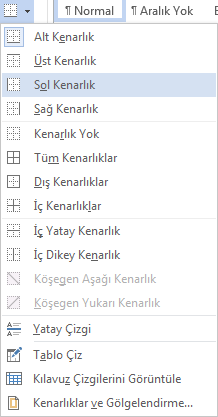 ¶ Normal ¶ Aralık Yok
Alt Kenarlık
Üst Kenarlık
Sol Kenarlık
Sağ Kenarlık
Kenarlık Yok
Tüm Kenarlıklar
Dış Kenarlıklar
İç Kenarlıklar
İç Yatay Kenarlık
İç Dikey Kenarlık
Köşegen Aşağı Kenarlık
Köşegen Yukarı Kenarlık
Yatay Çizgi
Tablo Çiz
Kılavuz Çizgilerini Görüntüle
Kenarlıklar ve Gölgelendirme...